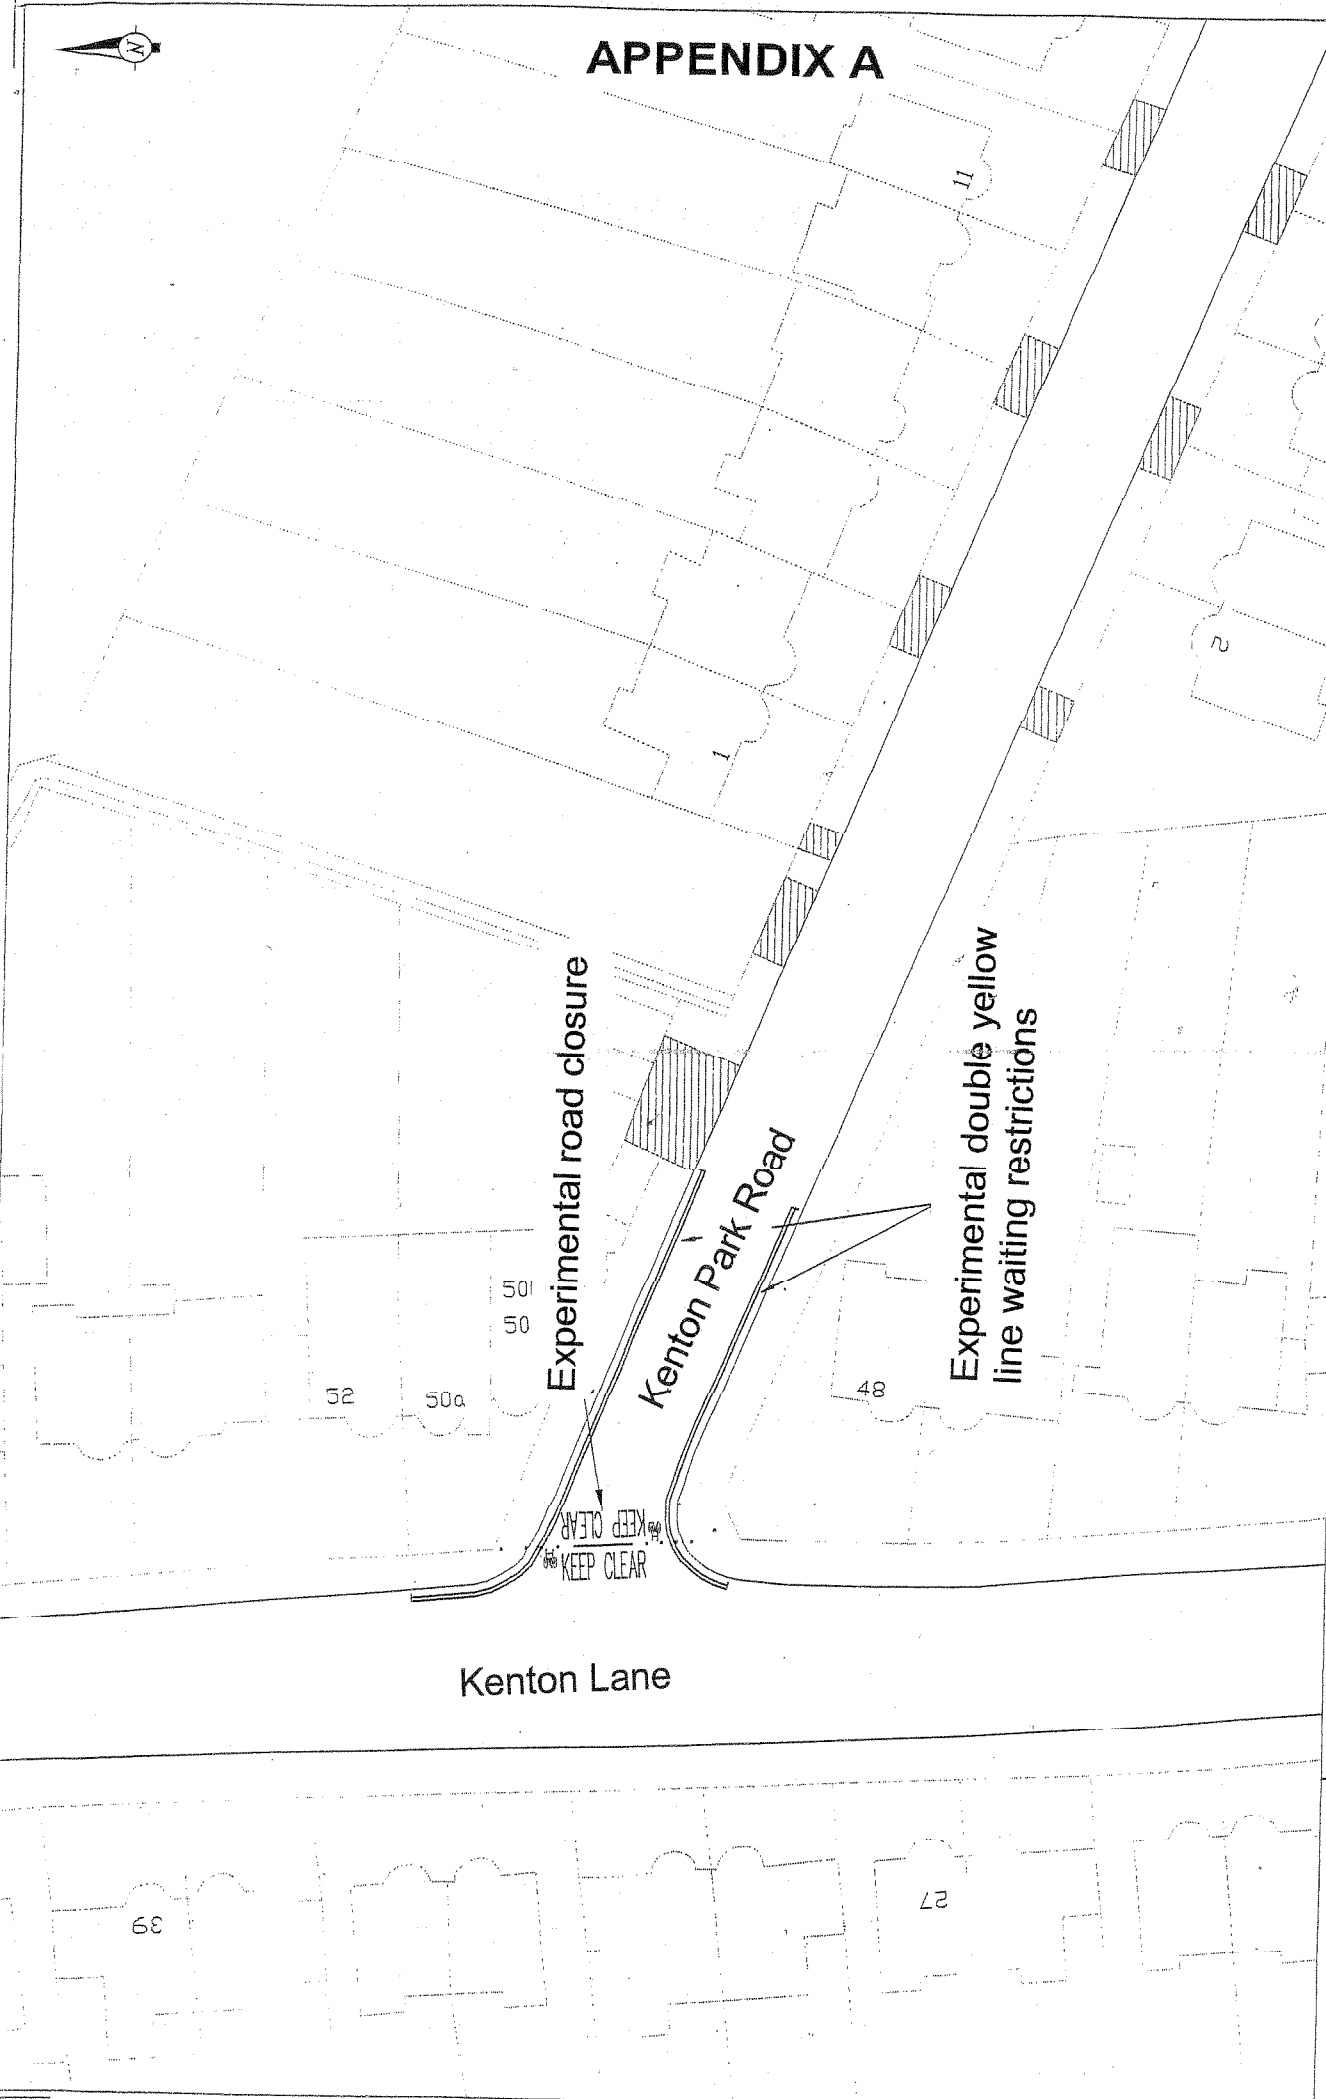 N
APPENDIX A
11
2
1
Experimental road closure
Experimental double yellow
line waiting restrictions
Kenton Park Road
50
52
50a
48
KEEP CLEAR
KEEP CLEAR
Kenton Lane
39
27